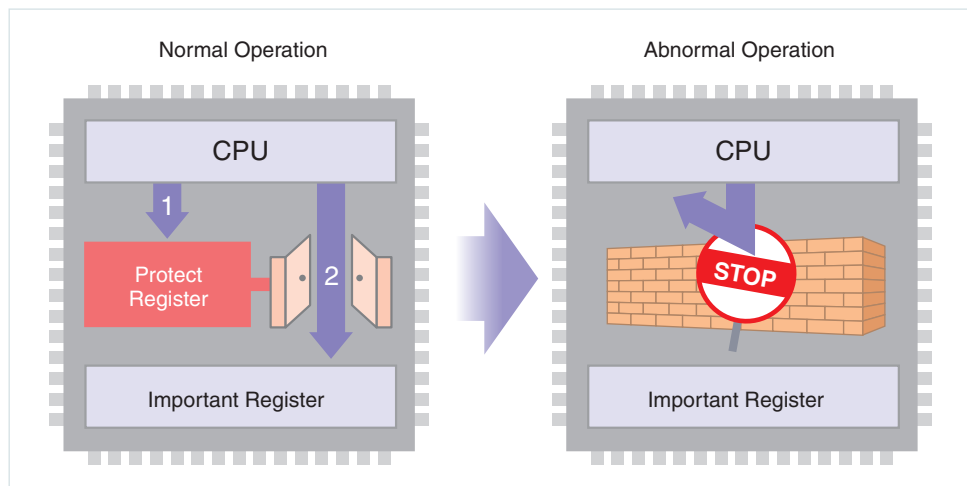 Normal Operation
CPU
1
Protect
Register
2
Important Register
Abnormal Operation
CPU
STOP
Important Register